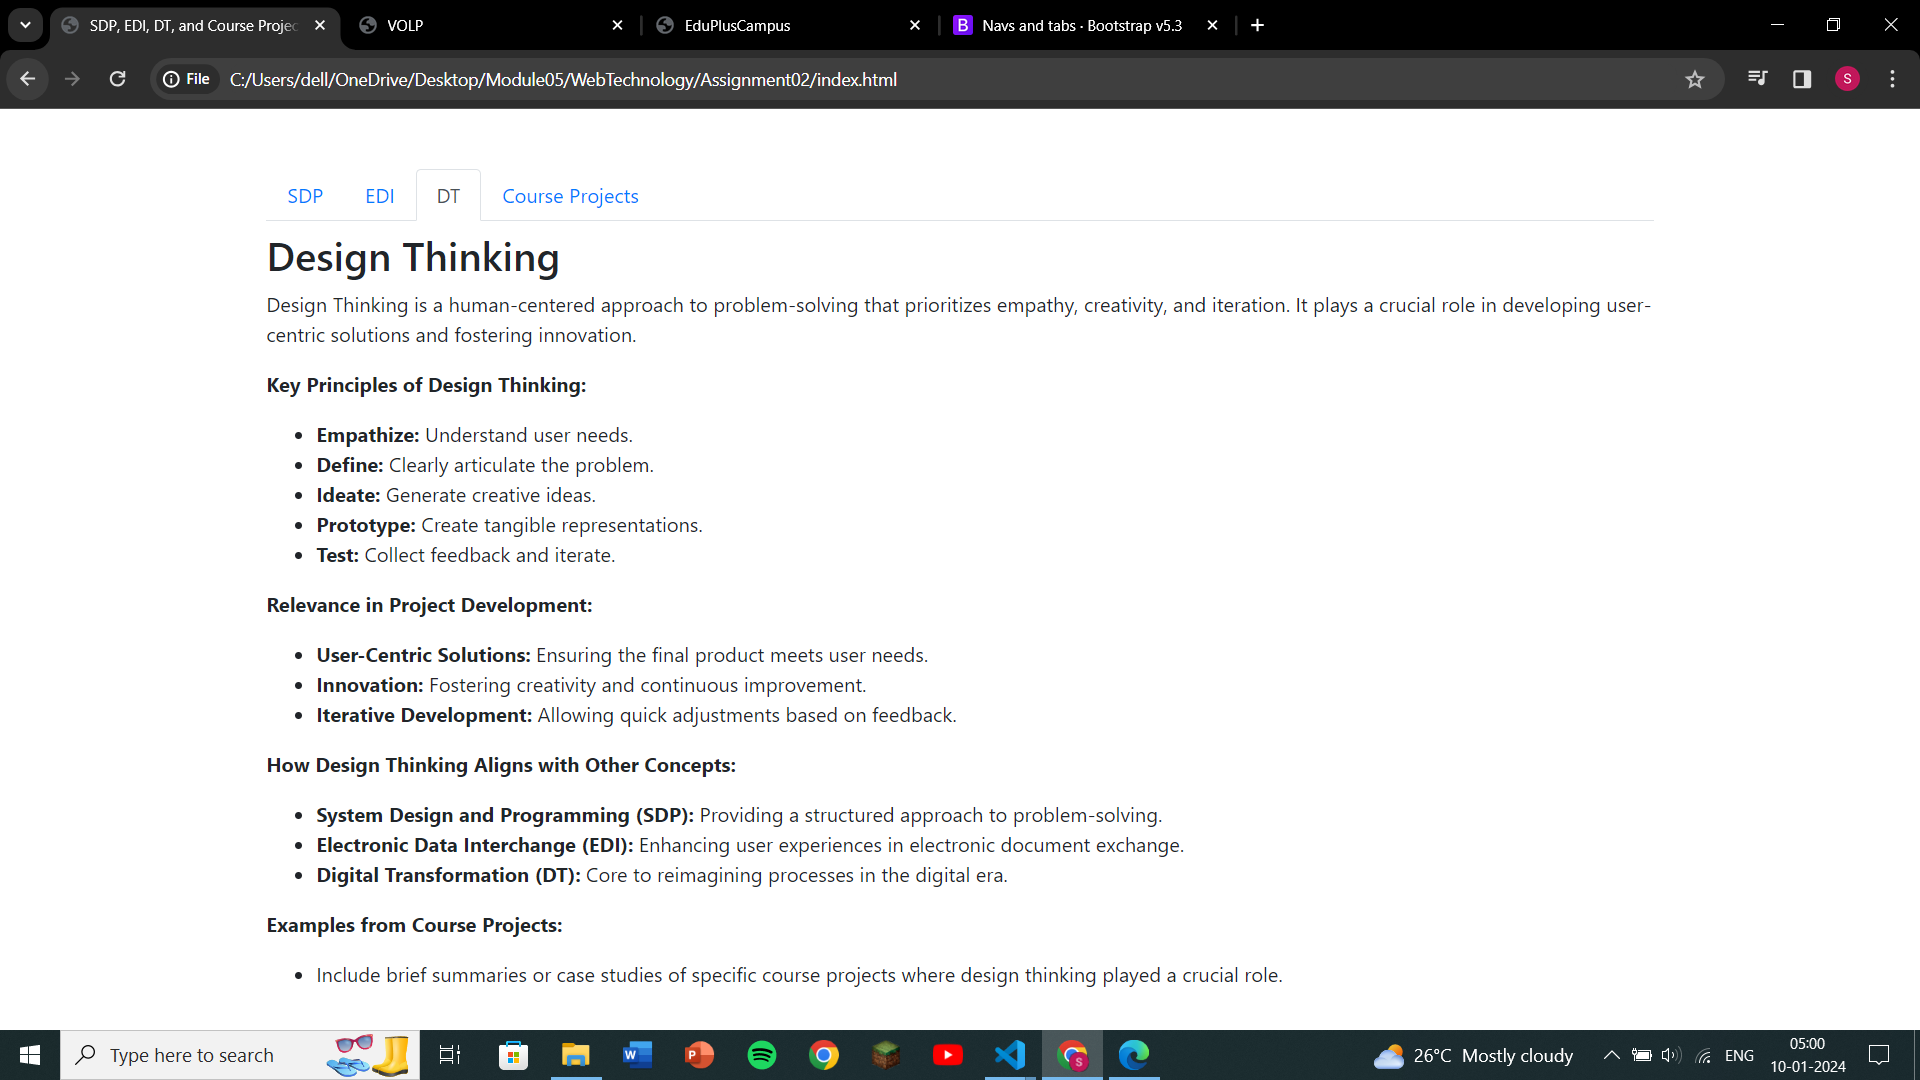 SDP, EDI, DT, and Course Projec
VOLP
EduPlusCampus
B
Navs and tabs · Bootstrap v5.3
File
C:/Users/dell/OneDrive/Desktop/Module05/WebTechnology/Assignment02/index.html
S
SDP
EDI
DT
Course Projects
Design Thinking
Design Thinking is a human-centered approach to problem-solving that prioritizes empathy, creativity, and iteration. It plays a crucial role in developing user-
centric solutions and fostering innovation.
Key Principles of Design Thinking:
• Empathize: Understand user needs.
• Define: Clearly articulate the problem.
• Ideate: Generate creative ideas.
• Prototype: Create tangible representations.
• Test: Collect feedback and iterate.
Relevance in Project Development:
• User-Centric Solutions: Ensuring the final product meets user needs.
• Innovation: Fostering creativity and continuous improvement.
• Iterative Development: Allowing quick adjustments based on feedback.
How Design Thinking Aligns with Other Concepts:
• System Design and Programming (SDP): Providing a structured approach to problem-solving.
• Electronic Data Interchange (EDI): Enhancing user experiences in electronic document exchange.
• Digital Transformation (DT): Core to reimagining processes in the digital era.
Examples from Course Projects:
• Include brief summaries or case studies of specific course projects where design thinking played a crucial role.
Type here to search
W
P
S
26°C Mostly cloudy
ENG
05:00
10-01-2024